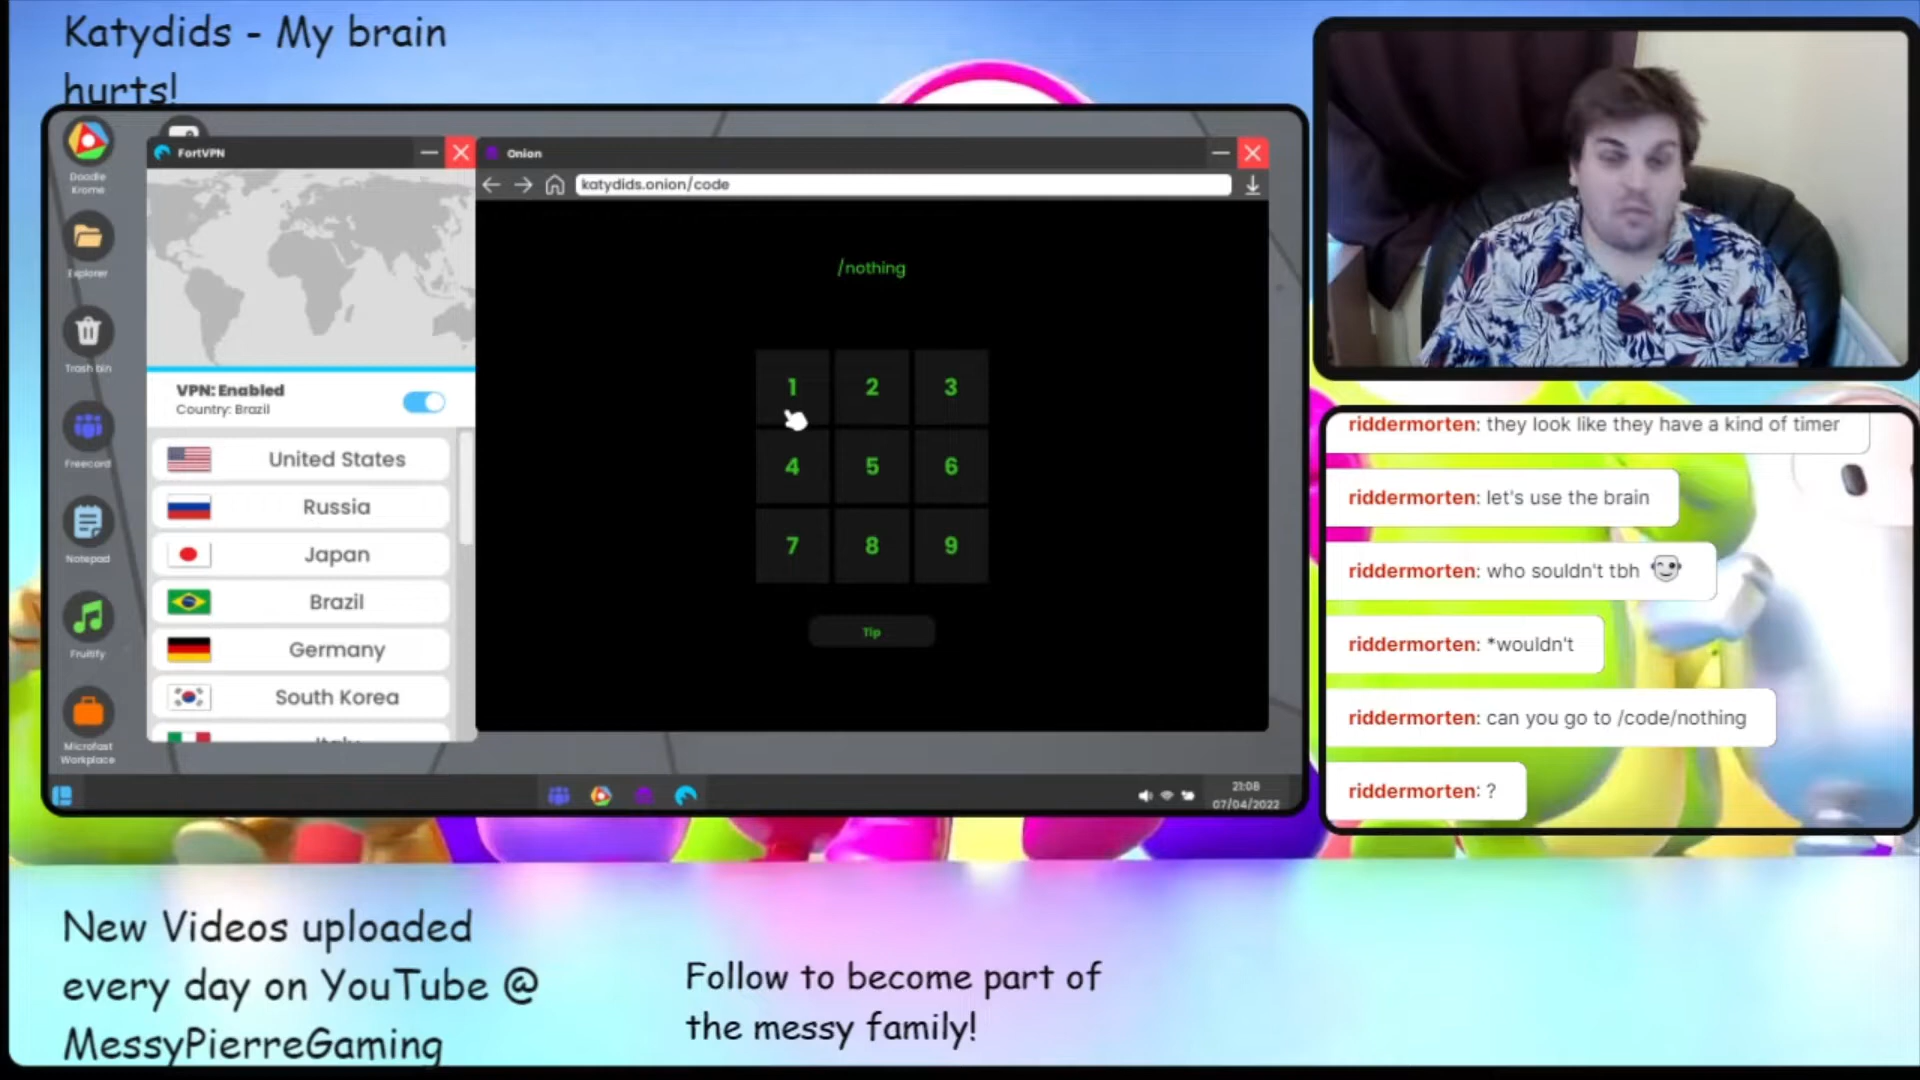 Katydids - My brain
hurts!
Doodle
Krome
Explorer
Trash bin
Freecord
Notepad
Fruitify
Microfast
Workplace
FortVPN
VPN: Enabled
Country: Brazil
United States
Russia
Japan
Brazil
Germany
South Korea
Italy
Onion
katydids.onion/code
/nothing
1 2 3
4 5 6
7 8 9
Tip
21:08
07/04/2022
riddermorten: they look like they have a kind of timer
riddermorten: let's use the brain
riddermorten: who souldn't tbh
riddermorten: *wouldn't
riddermorten: can you go to /code/nothing
riddermorten: ?
New Videos uploaded
every day on YouTube @
MessyPierreGaming
Follow to become part of
the messy family!